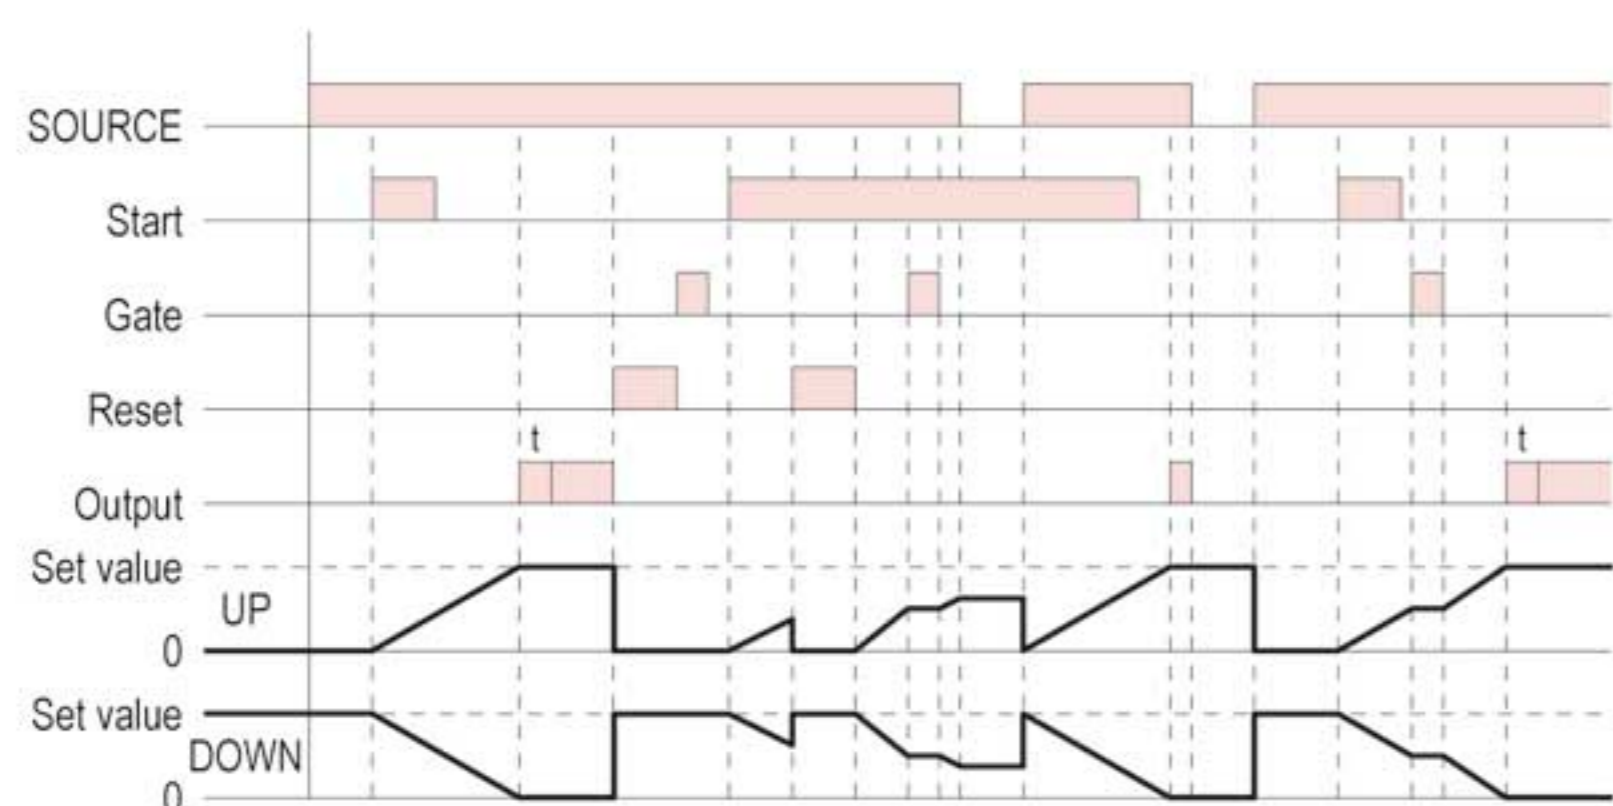 SOURCE
Start
Gate
Reset
t
t
Output
Set value
UP
0
Set value
DOWN
0